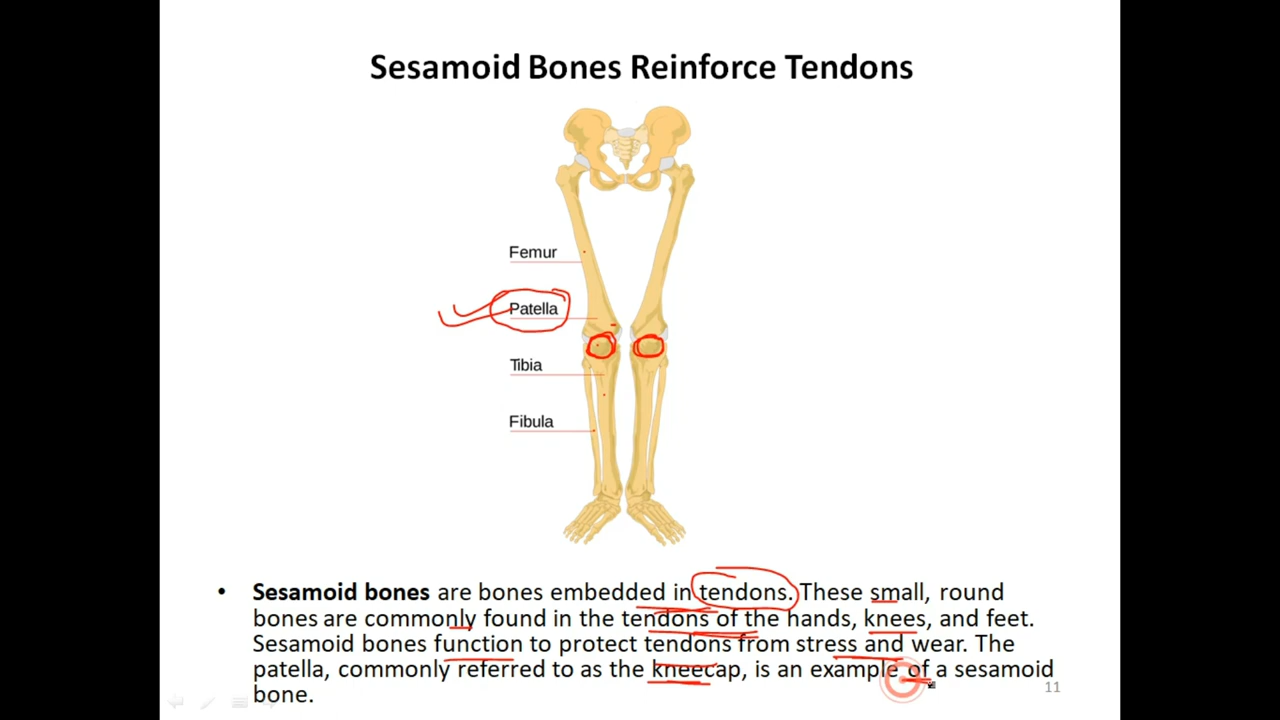 Sesamoid Bones Reinforce Tendons
Femur
Patella
Tibia
Fibula
• Sesamoid bones are bones embedded in tendons. These small, round
bones are commonly found in the tendons of the hands, knees, and feet.
Sesamoid bones function to protect tendons from stress and wear. The
patella, commonly referred to as the kneecap, is an example of a sesamoid
bone.
11